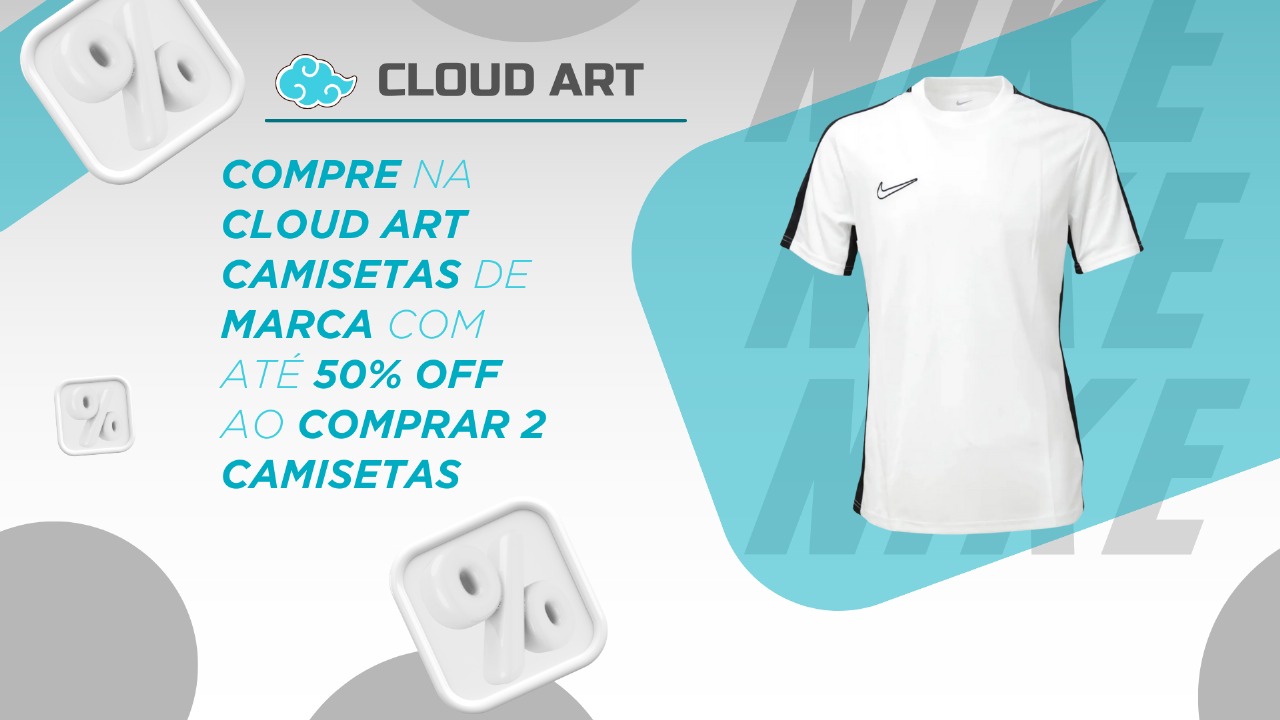 CLOUD ART
COMPRE NA
CLOUD ART
CAMISETAS DE
MARCA COM
ATÉ 50% OFF
AO COMPRAR 2
CAMISETAS
NIKE
NIKE
NIKE
%
%
%